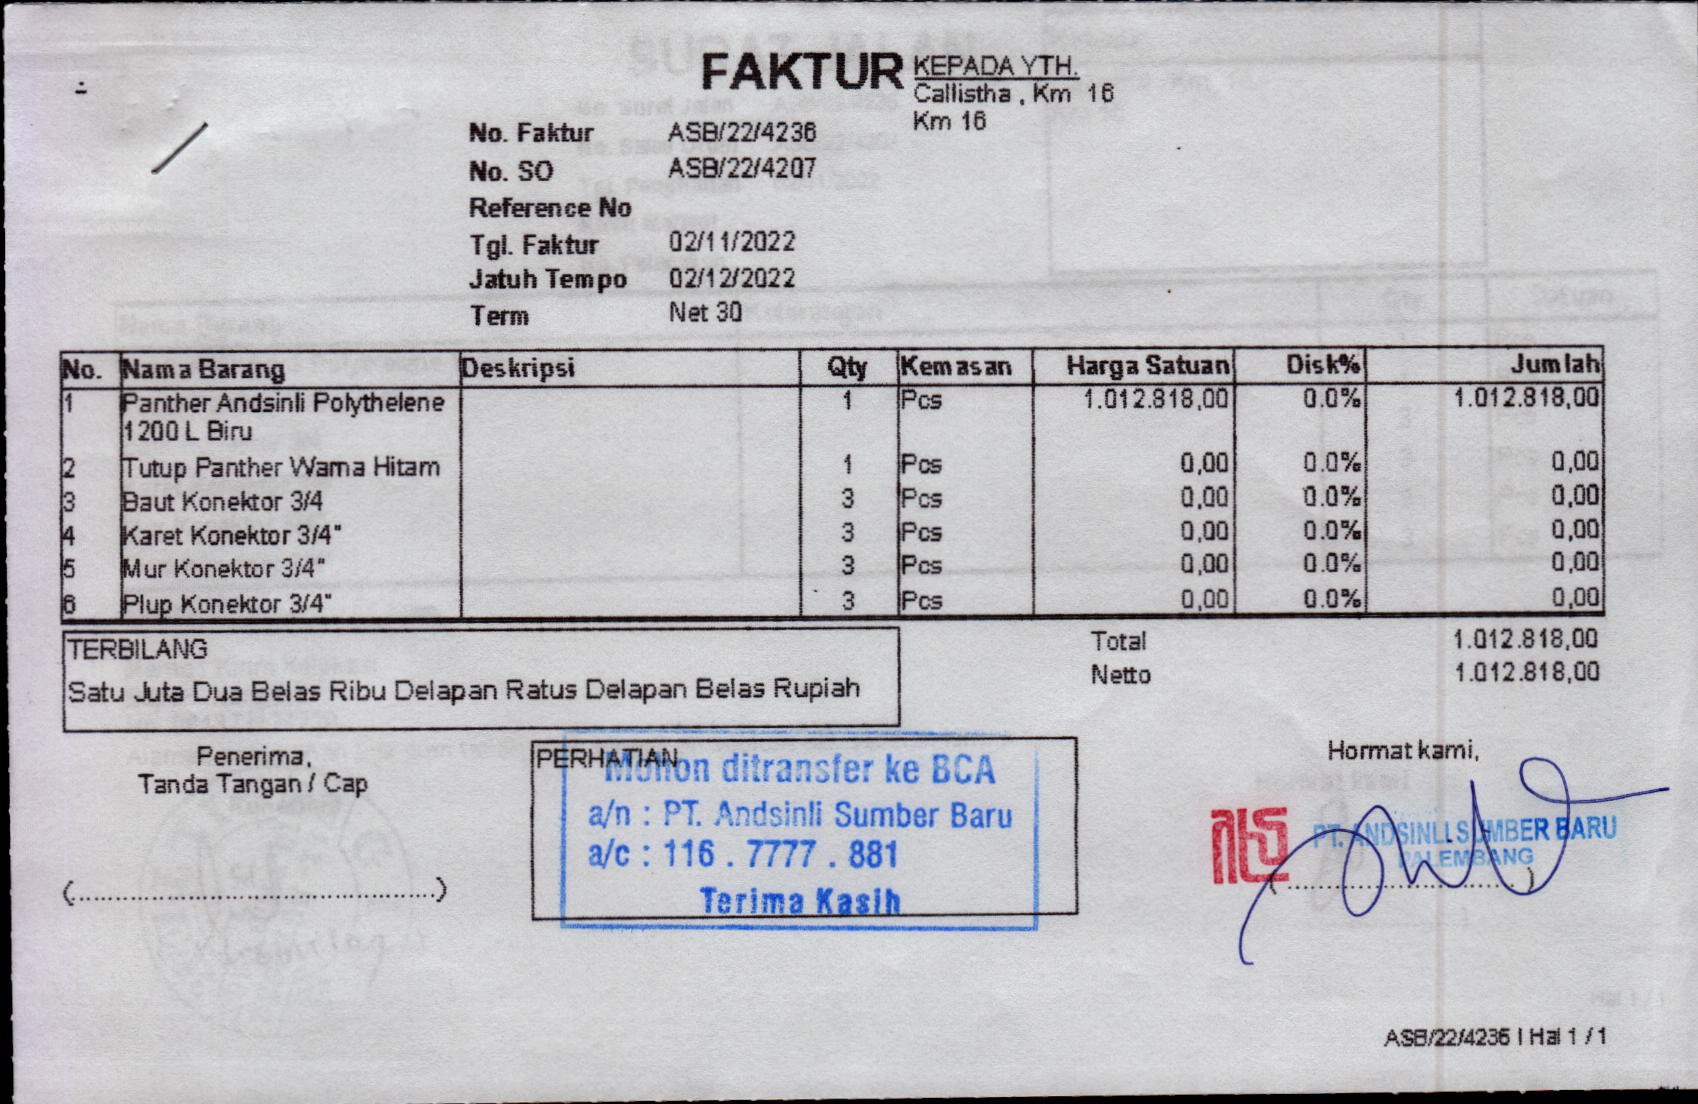 FAKTUR
KEPADA YTH.
Callistha , Km 16
Km 16
No. Faktur ASB/22/4236
No. SO ASB/22/4207
Reference No
Tgl. Faktur 02/11/2022
Jatuh Tempo 02/12/2022
Term Net 30
No. Nama Barang Deskripsi Qty Kemasan Harga Satuan Disk% Jumlah
1 Panther Andsinli Polythelene 1 Pcs 1.012.818,00 0.0% 1.012.818,00
1200 L Biru
2 Tutup Panther Warna Hitam 1 Pcs 0,00 0.0% 0,00
3 Baut Konektor 3/4 3 Pcs 0,00 0.0% 0,00
4 Karet Konektor 3/4" 3 Pcs 0,00 0.0% 0,00
5 Mur Konektor 3/4" 3 Pcs 0,00 0.0% 0,00
6 Plup Konektor 3/4" 3 Pcs 0,00 0.0% 0,00
TERBILANG
Satu Juta Dua Belas Ribu Delapan Ratus Delapan Belas Rupiah
Total 1.012.818,00
Netto 1.012.818,00
Penerima,
Tanda Tangan / Cap
(..............................................)
PERHATIAN
Mohon ditransfer ke BCA
a/n : PT. Andsinli Sumber Baru
a/c : 116 . 7777 . 881
Terima Kasih
Hormat kami,
PT. ANDSINLI SUMBER BARU
PALEMBANG
(..............................)
ASB/22/4236 | Hal 1 / 1